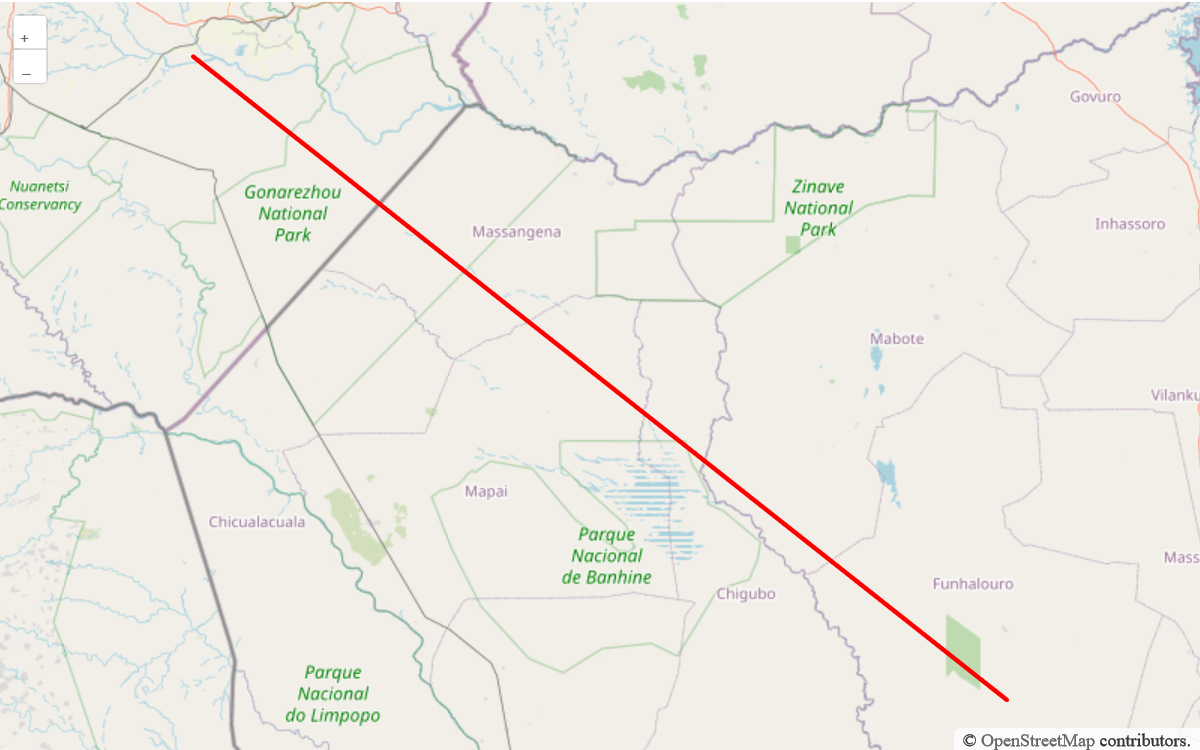 +
–
Govuro
Nuanetsi
Conservancy
Gonarezhou
National
Park
Zinave
National
Park
Massangena
Inhassoro
Mabote
Vilanku
Mapai
Chicualacuala
Parque
Nacional
de Banhine
Mass
Funhalouro
Chigubo
Parque
Nacional
do Limpopo
© OpenStreetMap contributors.